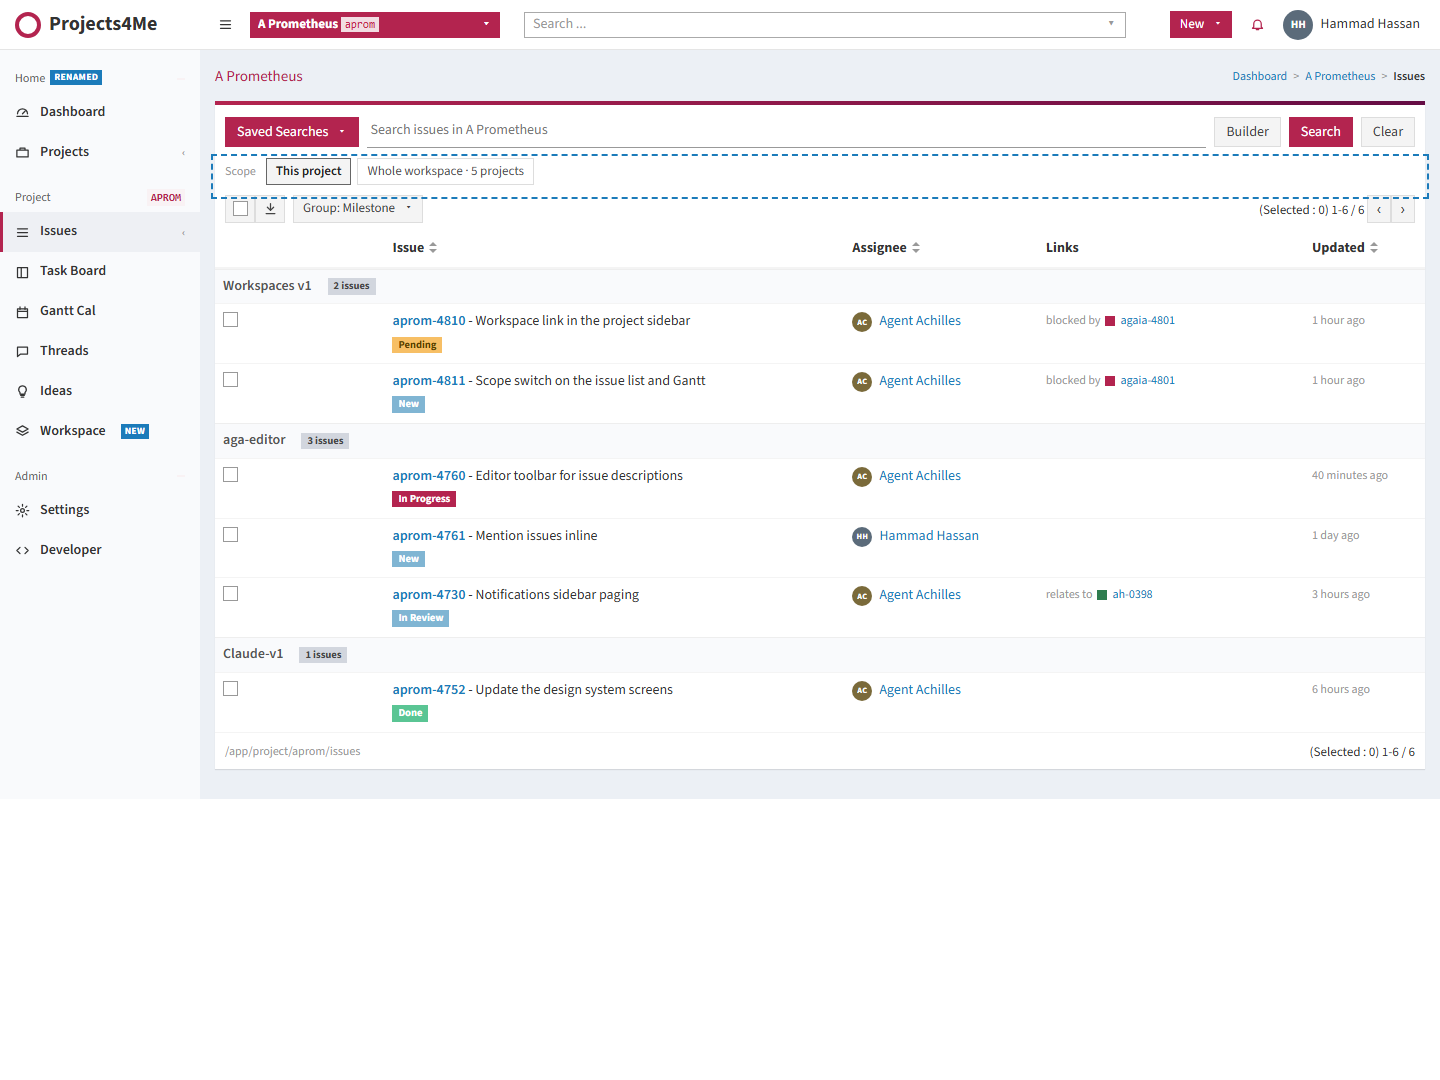 Projects4Me
A Prometheus aprom
Search ...
New
HH
Hammad Hassan
Home RENAMED
Dashboard
Projects
Project APROM
Issues
Task Board
Gantt Cal
Threads
Ideas
Workspace NEW
Admin
Settings
Developer
A Prometheus
Dashboard > A Prometheus > Issues
Saved Searches
Search issues in A Prometheus
Builder
Search
Clear
Scope This project Whole workspace · 5 projects
Group: Milestone
(Selected : 0) 1-6 / 6 ‹ ›
Issue Assignee Links Updated
Workspaces v1 2 issues
aprom-4810 - Workspace link in the project sidebar AC Agent Achilles blocked by agaia-4801 1 hour ago
Pending
aprom-4811 - Scope switch on the issue list and Gantt AC Agent Achilles blocked by agaia-4801 1 hour ago
New
aga-editor 3 issues
aprom-4760 - Editor toolbar for issue descriptions AC Agent Achilles 40 minutes ago
In Progress
aprom-4761 - Mention issues inline HH Hammad Hassan 1 day ago
New
aprom-4730 - Notifications sidebar paging AC Agent Achilles relates to ah-0398 3 hours ago
In Review
Claude-v1 1 issues
aprom-4752 - Update the design system screens AC Agent Achilles 6 hours ago
Done
/app/project/aprom/issues (Selected : 0) 1-6 / 6